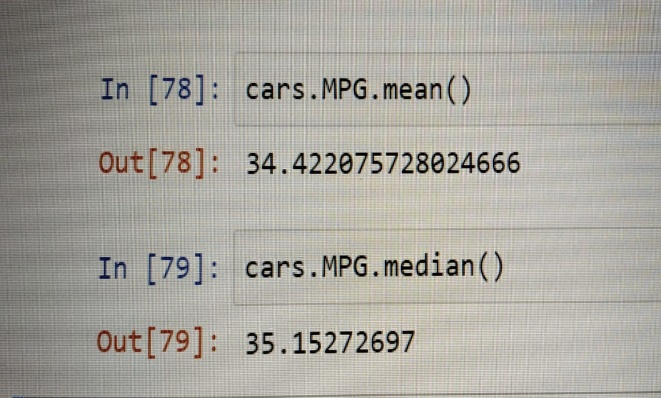 In [78]: cars.MPG.mean()
Out[78]: 34.422075728024666
In [79]: cars.MPG.median()
Out[79]: 35.15272697